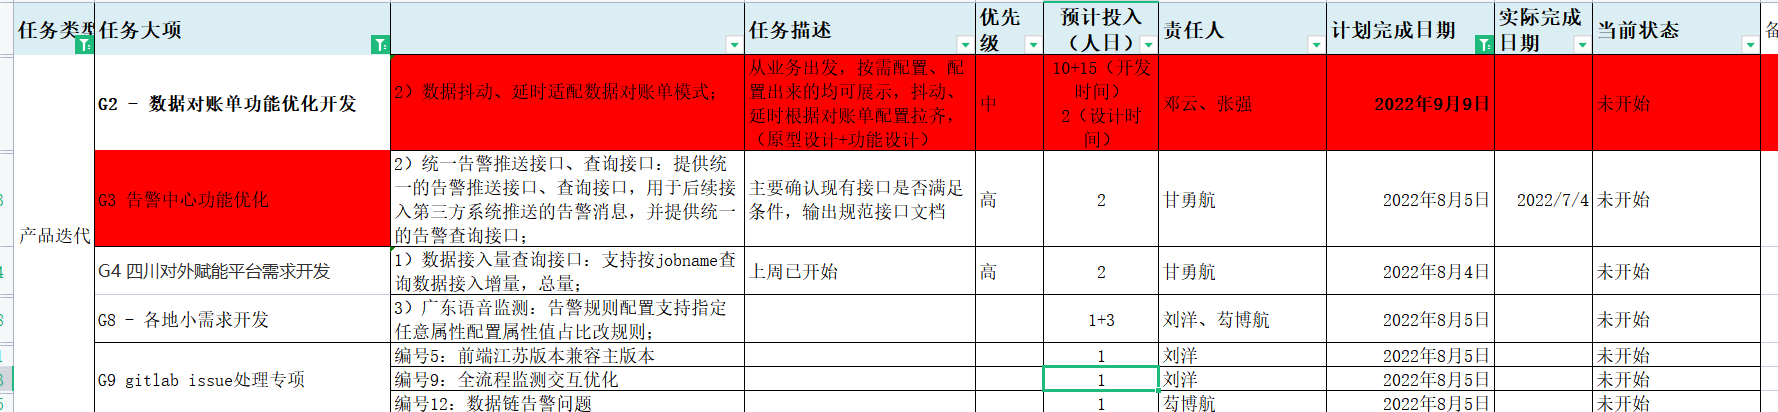 任务类型 任务大项 任务描述 优先级 预计投入（人日） 责任人 计划完成日期 实际完成日期 当前状态
产品迭代
G2 - 数据对账单功能优化开发
2）数据抖动、延时适配数据对账单模式；
从业务出发，按需配置、配
置出来的均可展示，抖动、
延时根据对账单配置拉齐，
（原型设计+功能设计）
中
10+15（开发
时间）
2（设计时
间）
邓云、张强
2022年9月9日
未开始
G3 告警中心功能优化
2）统一告警推送接口、查询接口：提供统
一的告警推送接口、查询接口，用于后续接
入第三方系统推送的告警消息，并提供统一
的告警查询接口；
主要确认现有接口是否满足
条件，输出规范接口文档
高
2
甘勇航
2022年8月5日
2022/7/4
未开始
G4 四川对外赋能平台需求开发
1）数据接入量查询接口：支持按jobname查
询数据接入增量，总量；
上周已开始
高
2
甘勇航
2022年8月4日
未开始
G8 - 各地小需求开发
3）广东语音监测：告警规则配置支持指定
任意属性配置属性值占比改规则；
1+3
刘洋、苟博航
2022年8月5日
未开始
G9 gitlab issue处理专项
编号5：前端江苏版本兼容主版本
1
刘洋
2022年8月5日
未开始
编号9：全流程监测交互优化
1
刘洋
2022年8月5日
未开始
编号12：数据链告警问题
1
苟博航
2022年8月5日
未开始